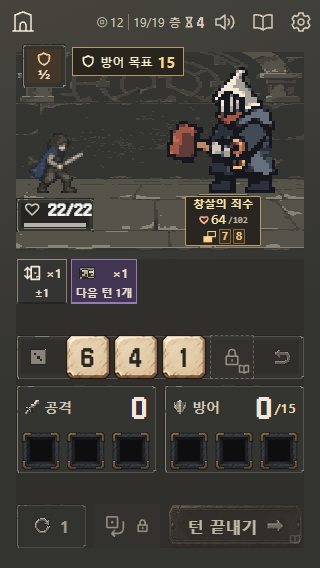 12 19/19 층 4
½ 방어 목표 15
22/22
창살의 죄수
64/102
7 8
×1 ×1
±1 다음 턴 1개
6 4 1
공격 0 방어 0/15
1 턴 끝내기